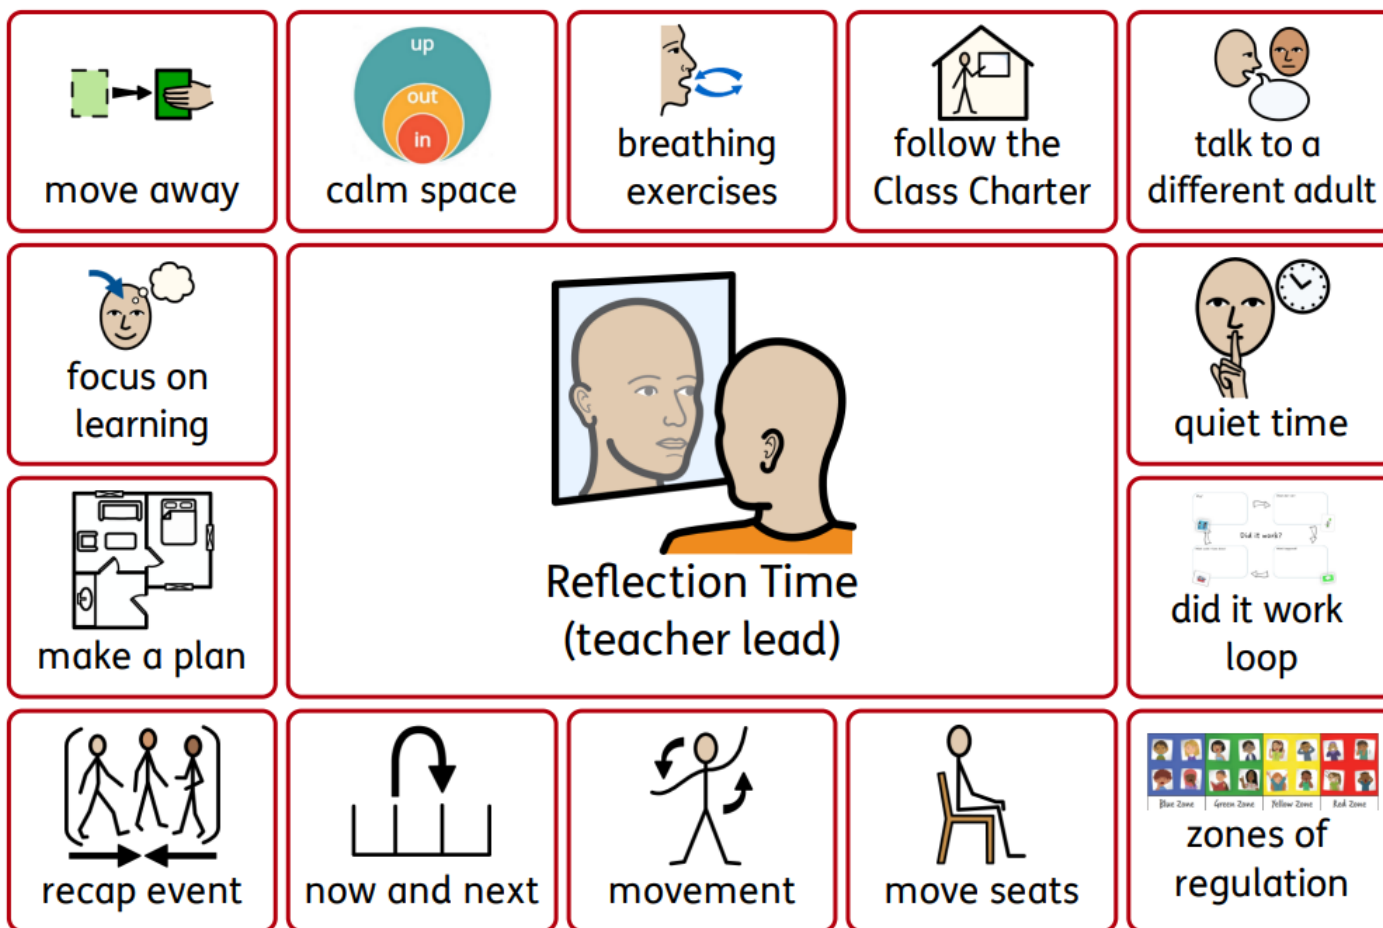 move away
up
out
in
calm space
breathing
exercises
follow the
Class Charter
talk to a
different adult
focus on
learning
Reflection Time
(teacher lead)
quiet time
make a plan
Did it work?
did it work
loop
recap event
now and next
movement
move seats
Blue Zone
Green Zone
Yellow Zone
Red Zone
zones of
regulation